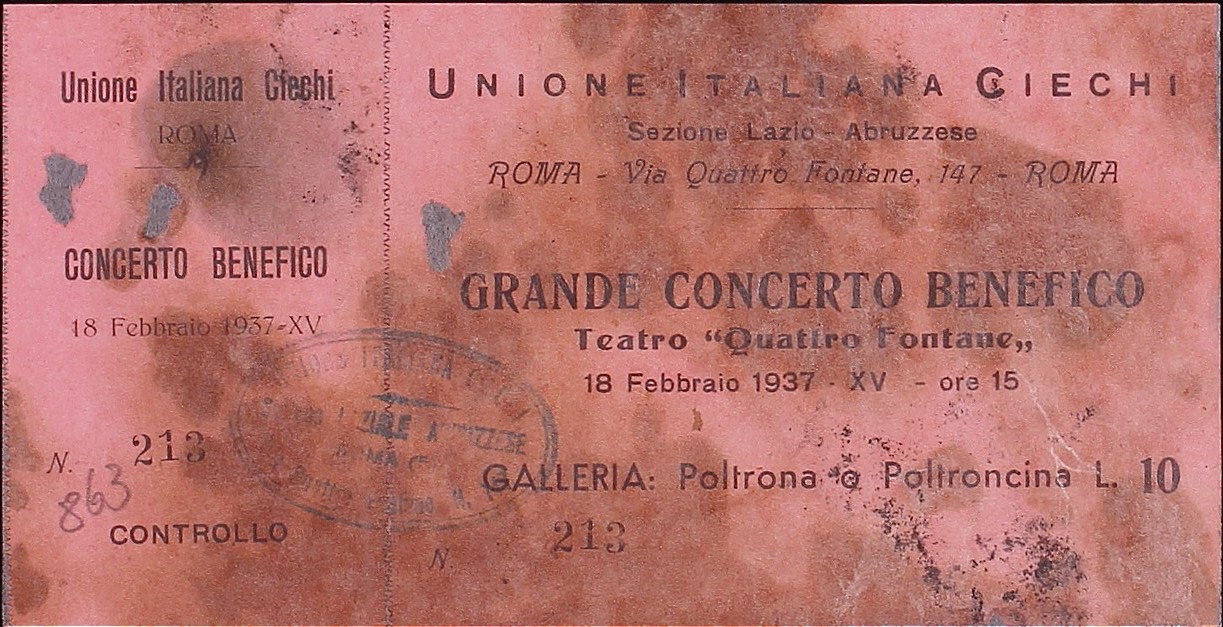 Unione Italiana Ciechi
ROMA
CONCERTO BENEFICO
18 Febbraio 1937-XV
N. 213
863
CONTROLLO
UNIONE ITALIANA CIECHI
Sezione Lazio - Abruzzese
ROMA - Via Quattro Fontane, 147 - ROMA
GRANDE CONCERTO BENEFICO
Teatro “Quattro Fontane„
18 Febbraio 1937 - XV - ore 15
GALLERIA: Poltrona o Poltroncina L. 10
N. 213
ITALIANA
ROMA